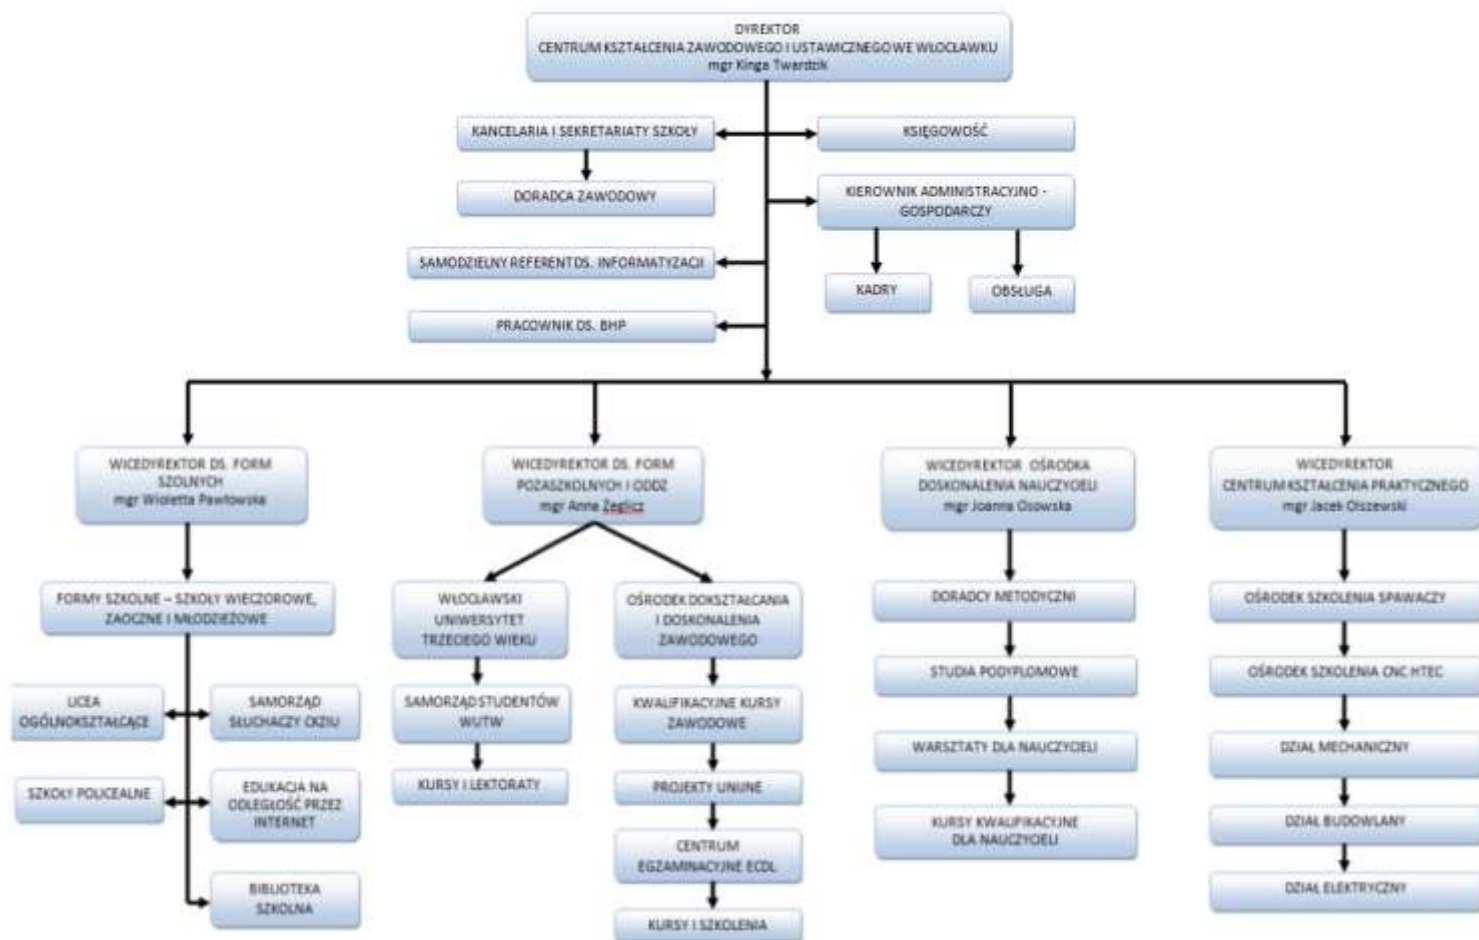 DYREKTOR
CENTRUM KSZTAŁCENIA ZAWODOWEGO I USTAWICZNEGO WE WŁOCŁAWKU
mgr Kinga Twardzik
KANCELARIA I SEKRETARIATY SZKOŁY
KSIĘGOWOŚĆ
DORADCA ZAWODOWY
KIEROWNIK ADMINISTRACYJNO -
GOSPODARCZY
SAMODZIELNY REFERENT DS. INFORMATYZACJI
KADRY
OBSŁUGA
PRACOWNIK DS. BHP
WICEDYREKTOR DS. FORM
SZOLNYCH
mgr Wioletta Pawłowska
WICEDYREKTOR DS. FORM
POZASZKOLNYCH I ODDZ
mgr Anna Żeglicz
WICEDYREKTOR OŚRODKA
DOSKONALENIA NAUCZYCIELI
mgr Joanna Osowska
WICEDYREKTOR
CENTRUM KSZTAŁCENIA PRAKTYCZNEGO
mgr Jacek Olszewski
FORMY SZKOLNE – SZKOŁY WIECZOROWE,
ZAOCZNE I MŁODZIEŻOWE
LICEA
OGÓLNOKSZTAŁCĄCE
SAMORZĄD
SŁUCHACZY CKZIU
SZKOŁY POLICEALNE
EDUKACJA NA
ODLEGŁOŚĆ PRZEZ
INTERNET
BIBLIOTEKA
SZKOLNA
WŁOCŁAWSKI
UNIWERSYTET
TRZECIEGO WIEKU
SAMORZĄD STUDENTÓW
WUTW
KURSY I LEKTORATY
OŚRODEK DOKSZTAŁCANIA
I DOSKONALENIA
ZAWODOWEGO
KWALIFIKACYJNE KURSY
ZAWODOWE
PROJEKTY UNIJNE
CENTRUM
EGZAMINACYJNE ECDL
KURSY I SZKOLENIA
DORADCY METODYCZNI
STUDIA PODYPLOMOWE
WARSZTATY DLA NAUCZYCIELI
KURSY KWALIFIKACYJNE
DLA NAUCZYCIELI
OŚRODEK SZKOLENIA SPAWACZY
OŚRODEK SZKOLENIA CNC HTEC
DZIAŁ MECHANICZNY
DZIAŁ BUDOWLANY
DZIAŁ ELEKTRYCZNY